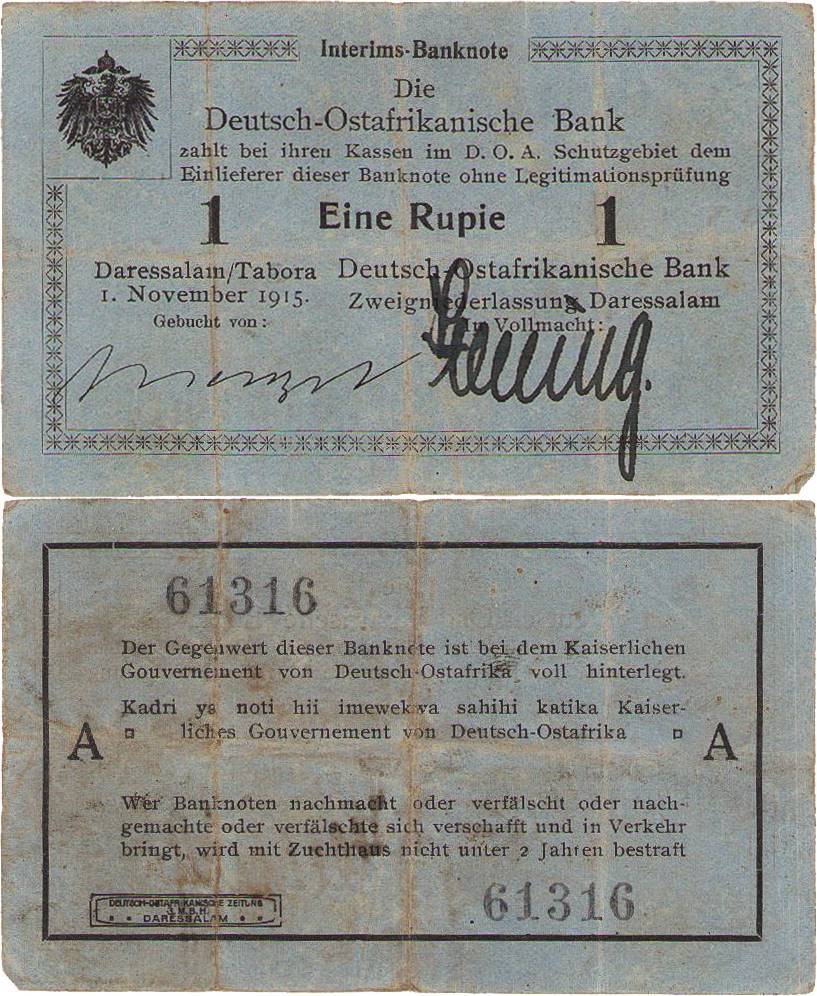 Interims-Banknote
Die
Deutsch-Ostafrikanische Bank
zahlt bei ihren Kassen im D. O. A. Schutzgebiet dem
Einlieferer dieser Banknote ohne Legitimationsprüfung
1 Eine Rupie 1
Daressalam/Tabora Deutsch-Ostafrikanische Bank
1. November 1915. Zweigniederlassung Daressalam
Gebucht von: In Vollmacht:
61316
Der Gegenwert dieser Banknote ist bei dem Kaiserlichen
Gouvernement von Deutsch-Ostafrika voll hinterlegt.
Kadri ya noti hii imewekwa sahihi katika Kaiser-
liches Gouvernement von Deutsch-Ostafrika
A A
Wer Banknoten nachmacht oder verfälscht oder nach-
gemachte oder verfälschte sich verschafft und in Verkehr
bringt, wird mit Zuchthaus nicht unter 2 Jahren bestraft
61316
DEUTSCH-OSTAFRIKANISCHE ZEITUNG
G.M.B.H.
DARESSALAM